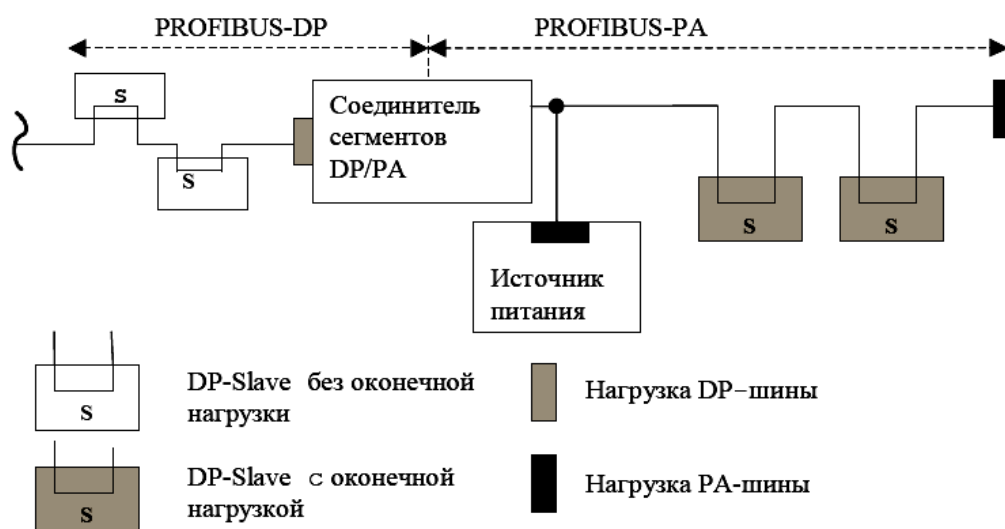 PROFIBUS-DP
PROFIBUS-PA
S
S
Соединитель
сегментов
DP/PA
S
S
Источник
питания
S
DP-Slave без оконечной
нагрузки
Нагрузка DP-шины
S
DP-Slave с оконечной
нагрузкой
Нагрузка PA-шины